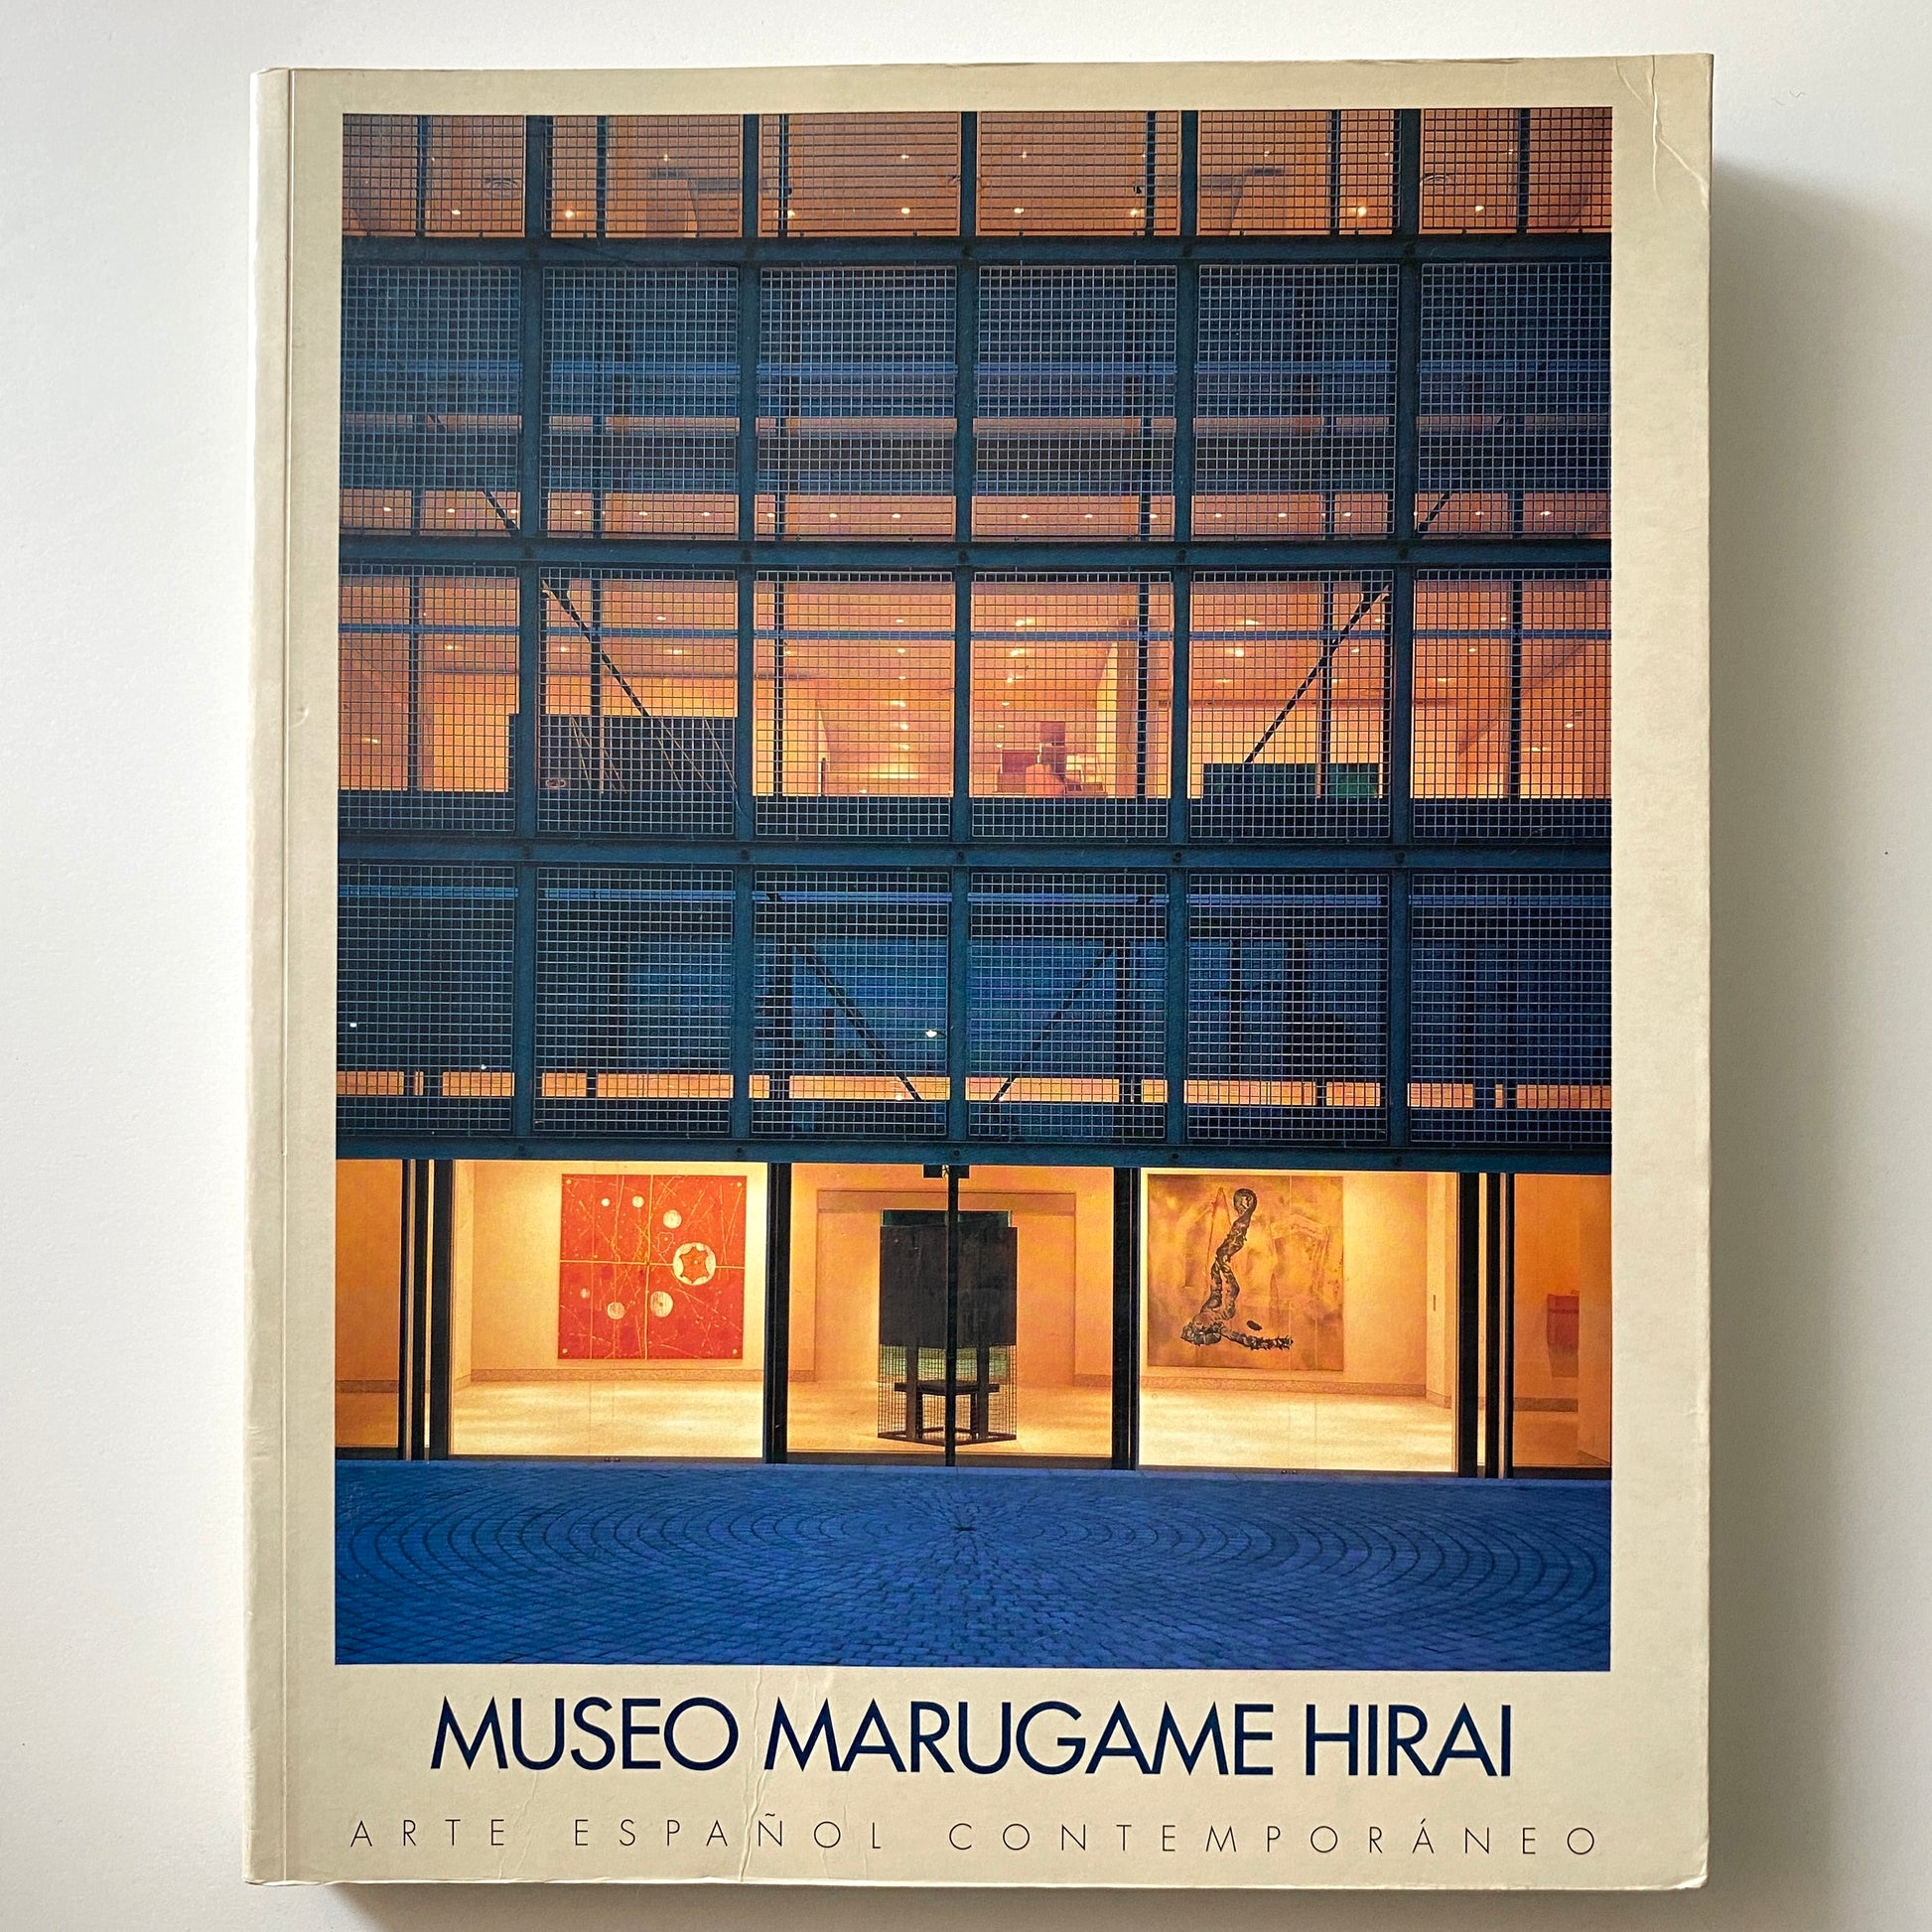 MUSEO MARUGAME HIRAI
ARTE ESPAÑOL CONTEMPORÁNEO